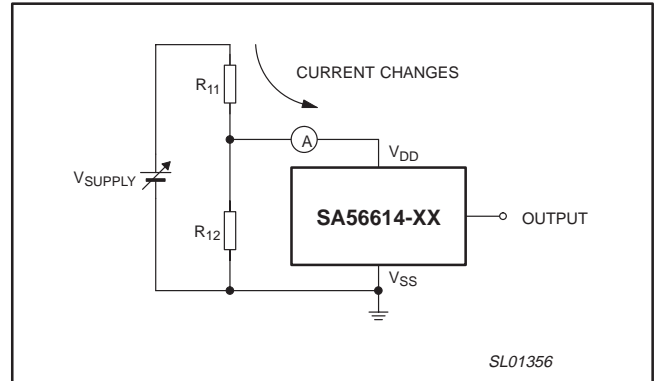 CURRENT CHANGES
R11
A
VDD
VSUPPLY
SA56614-XX
OUTPUT
R12
VSS
SL01356